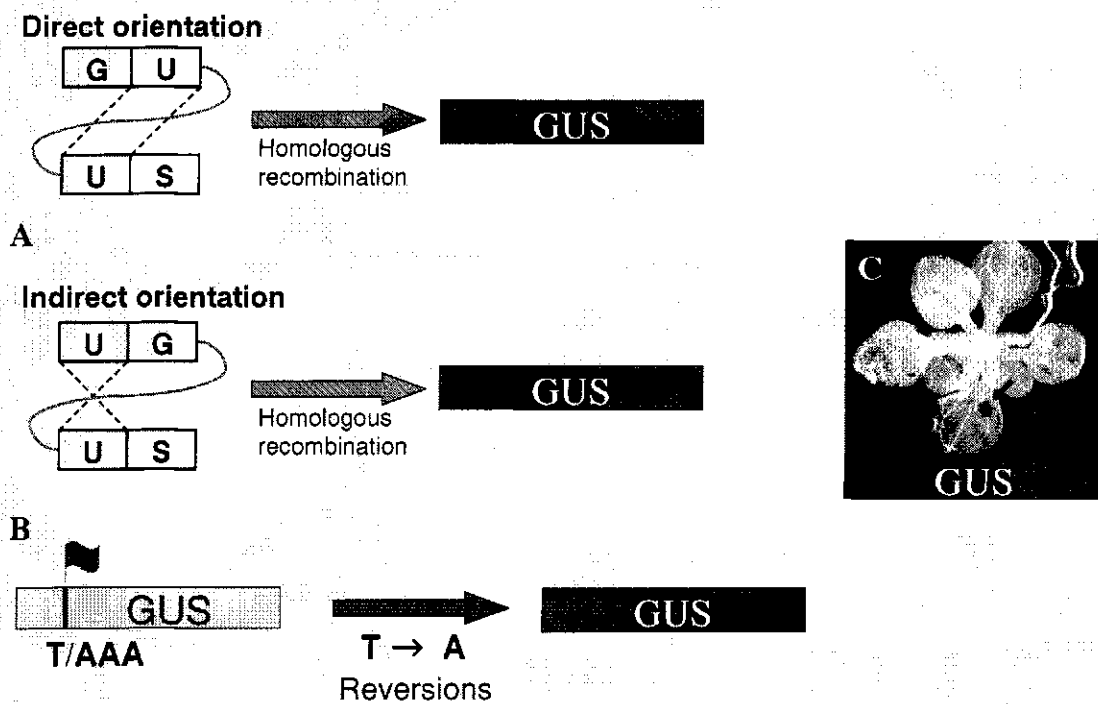 Direct orientation
G U
GUS
Homologous
recombination
U S
A
Indirect orientation
U G
GUS
Homologous
recombination
U S
C
GUS
B
GUS
T/AAA
T → A
Reversions
GUS